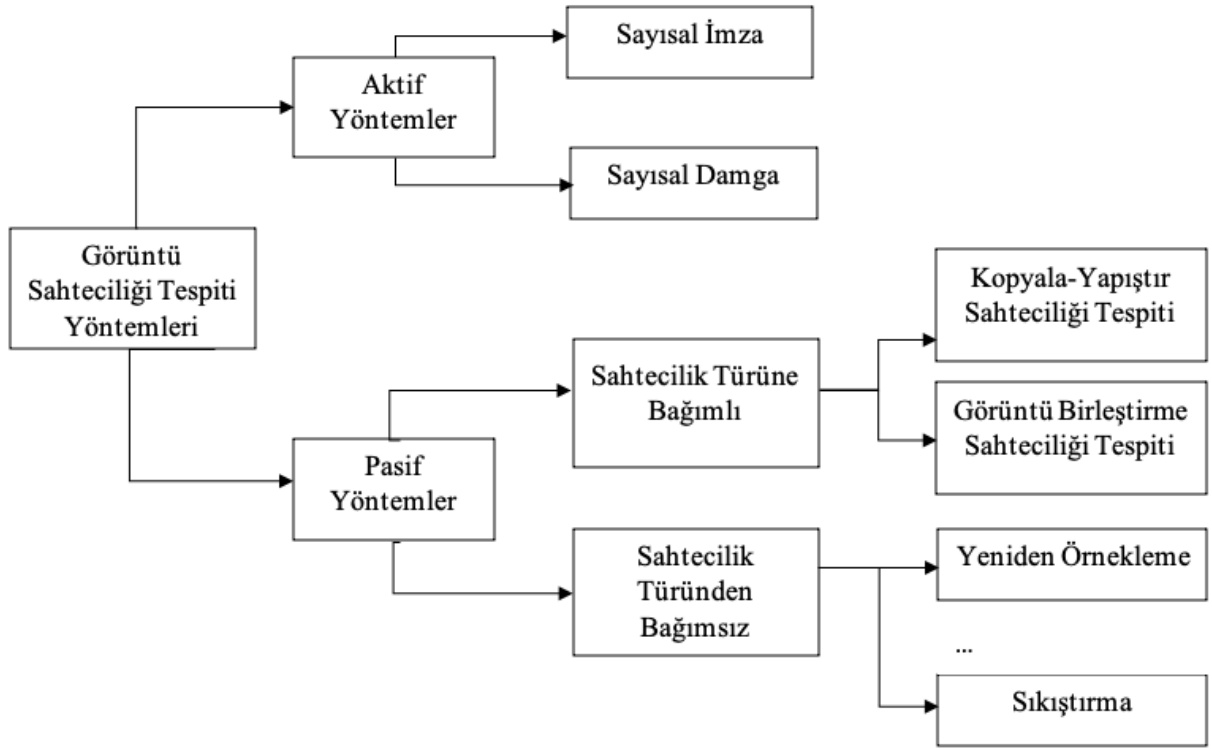 Sayısal İmza
Aktif
Yöntemler
Sayısal Damga
Görüntü
Sahteciliği Tespiti
Yöntemleri
Kopyala-Yapıştır
Sahteciliği Tespiti
Sahtecilik Türüne
Bağımlı
Görüntü Birleştirme
Sahteciliği Tespiti
Pasif
Yöntemler
Sahtecilik
Türünden
Bağımsız
Yeniden Örnekleme
...
Sıkıştırma